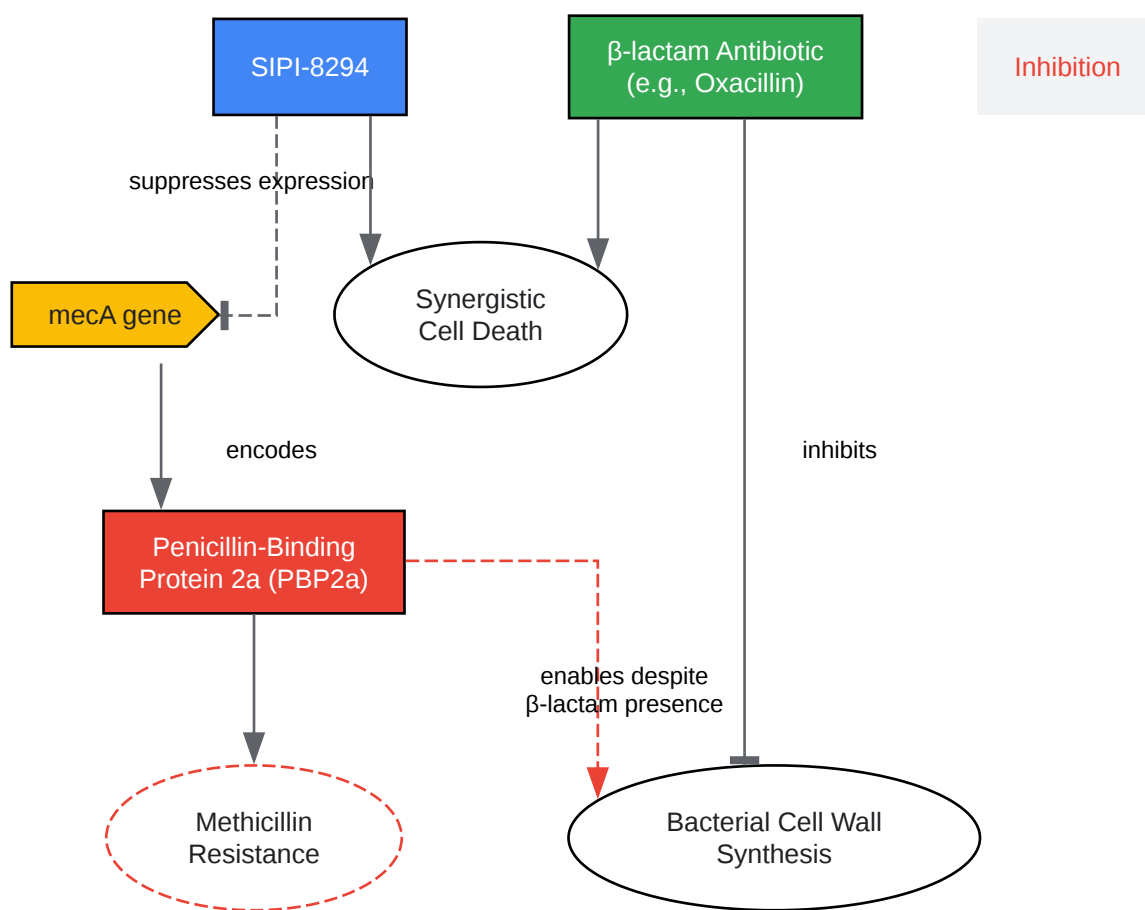 SIPI-8294
β-lactam Antibiotic
(e.g., Oxacillin)
Inhibition
suppresses expression
mecA gene
Synergistic
Cell Death
encodes
inhibits
Penicillin-Binding
Protein 2a (PBP2a)
enables despite
β-lactam presence
Methicillin
Resistance
Bacterial Cell Wall
Synthesis